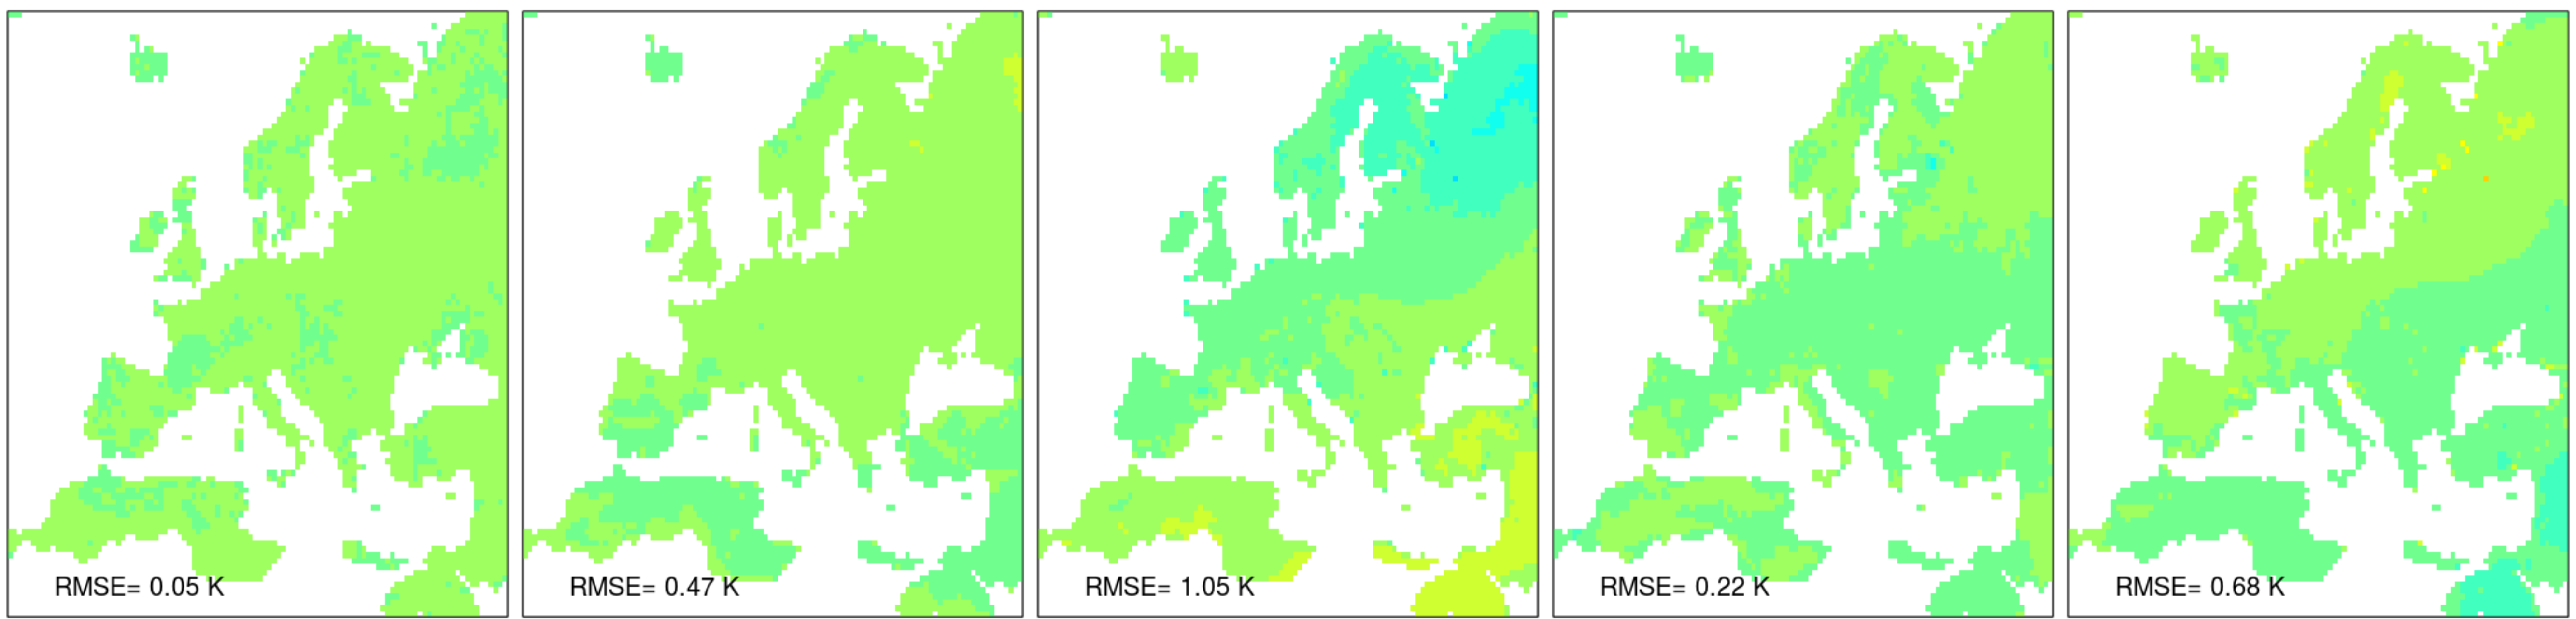 RMSE= 0.05 K
RMSE= 0.47 K
RMSE= 1.05 K
RMSE= 0.22 K
RMSE= 0.68 K